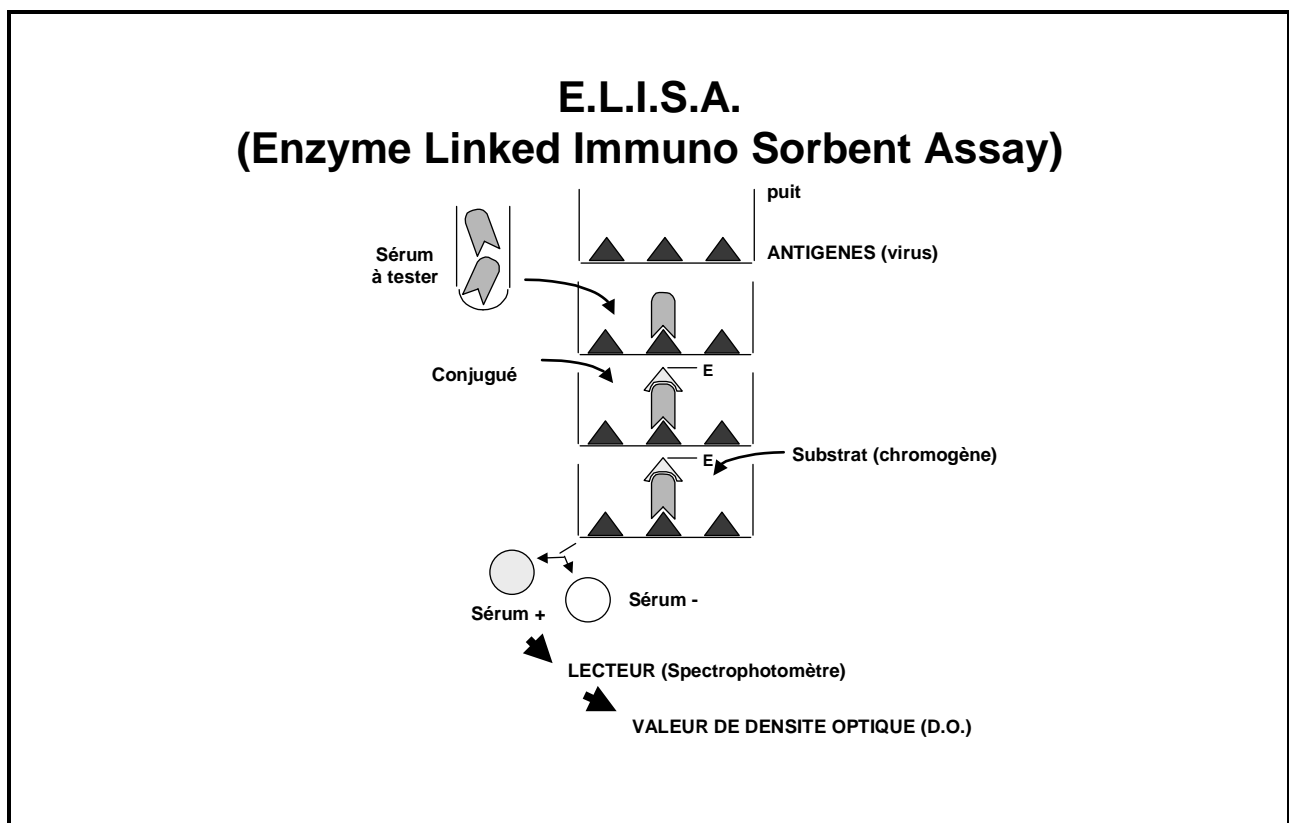 E.L.I.S.A.
(Enzyme Linked Immuno Sorbent Assay)
puit
ANTIGENES (virus)
Sérum
à tester
Conjugué
E
Substrat (chromogène)
E
Sérum +
Sérum -
LECTEUR (Spectrophotomètre)
VALEUR DE DENSITE OPTIQUE (D.O.)